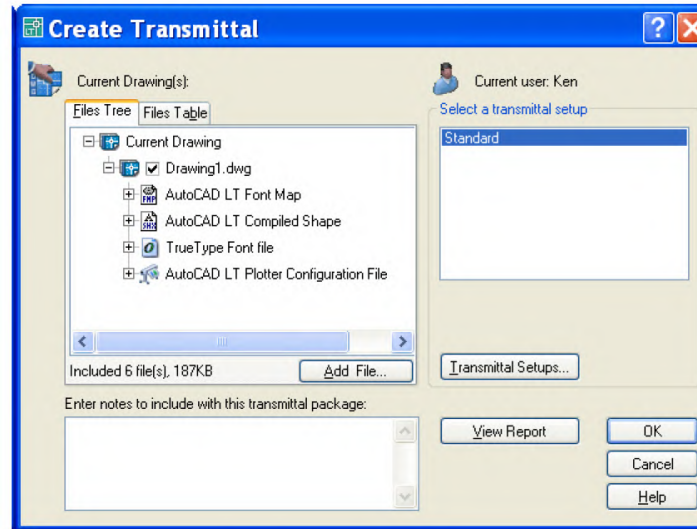 Create Transmittal
Current Drawing(s):
Current user: Ken
Files Tree
Files Table
Select a transmittal setup
Current Drawing
Standard
Drawing1.dwg
AutoCAD LT Font Map
AutoCAD LT Compiled Shape
TrueType Font file
AutoCAD LT Plotter Configuration File
Included 6 file(s), 187KB
Add File...
Transmittal Setups...
Enter notes to include with this transmittal package:
View Report
OK
Cancel
Help